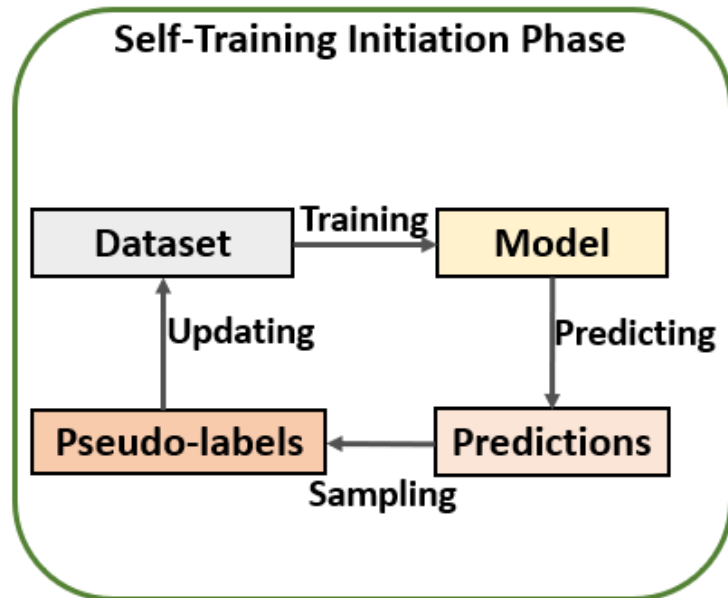 Self-Training Initiation Phase
Training
Dataset
Model
Updating
Predicting
Pseudo-labels
Predictions
Sampling